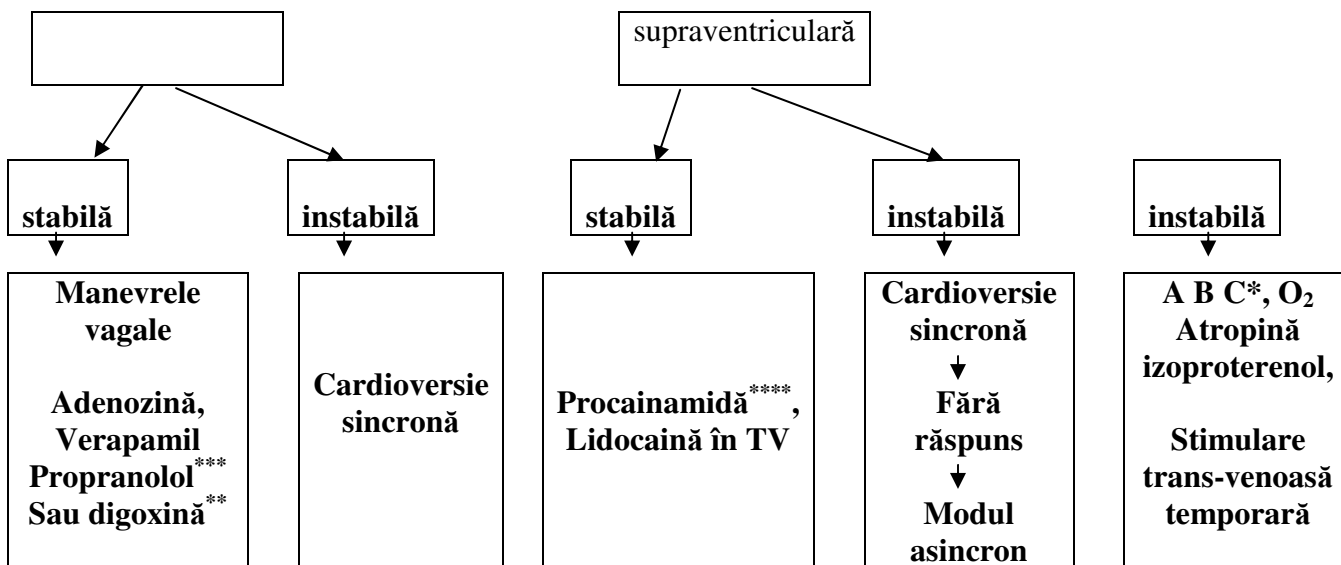 supraventriculară
stabilă
instabilă
stabilă
instabilă
instabilă
Manevrele
vagale
Adenozină,
Verapamil
Propranolol***
Sau digoxină**
Cardioversie
sincronă
Procainamidă****,
Lidocaină în TV
Cardioversie
sincronă
Fără
răspuns
Modul
asincron
A B C*, O₂
Atropină
izoproterenol,
Stimulare
trans-venoasă
temporară